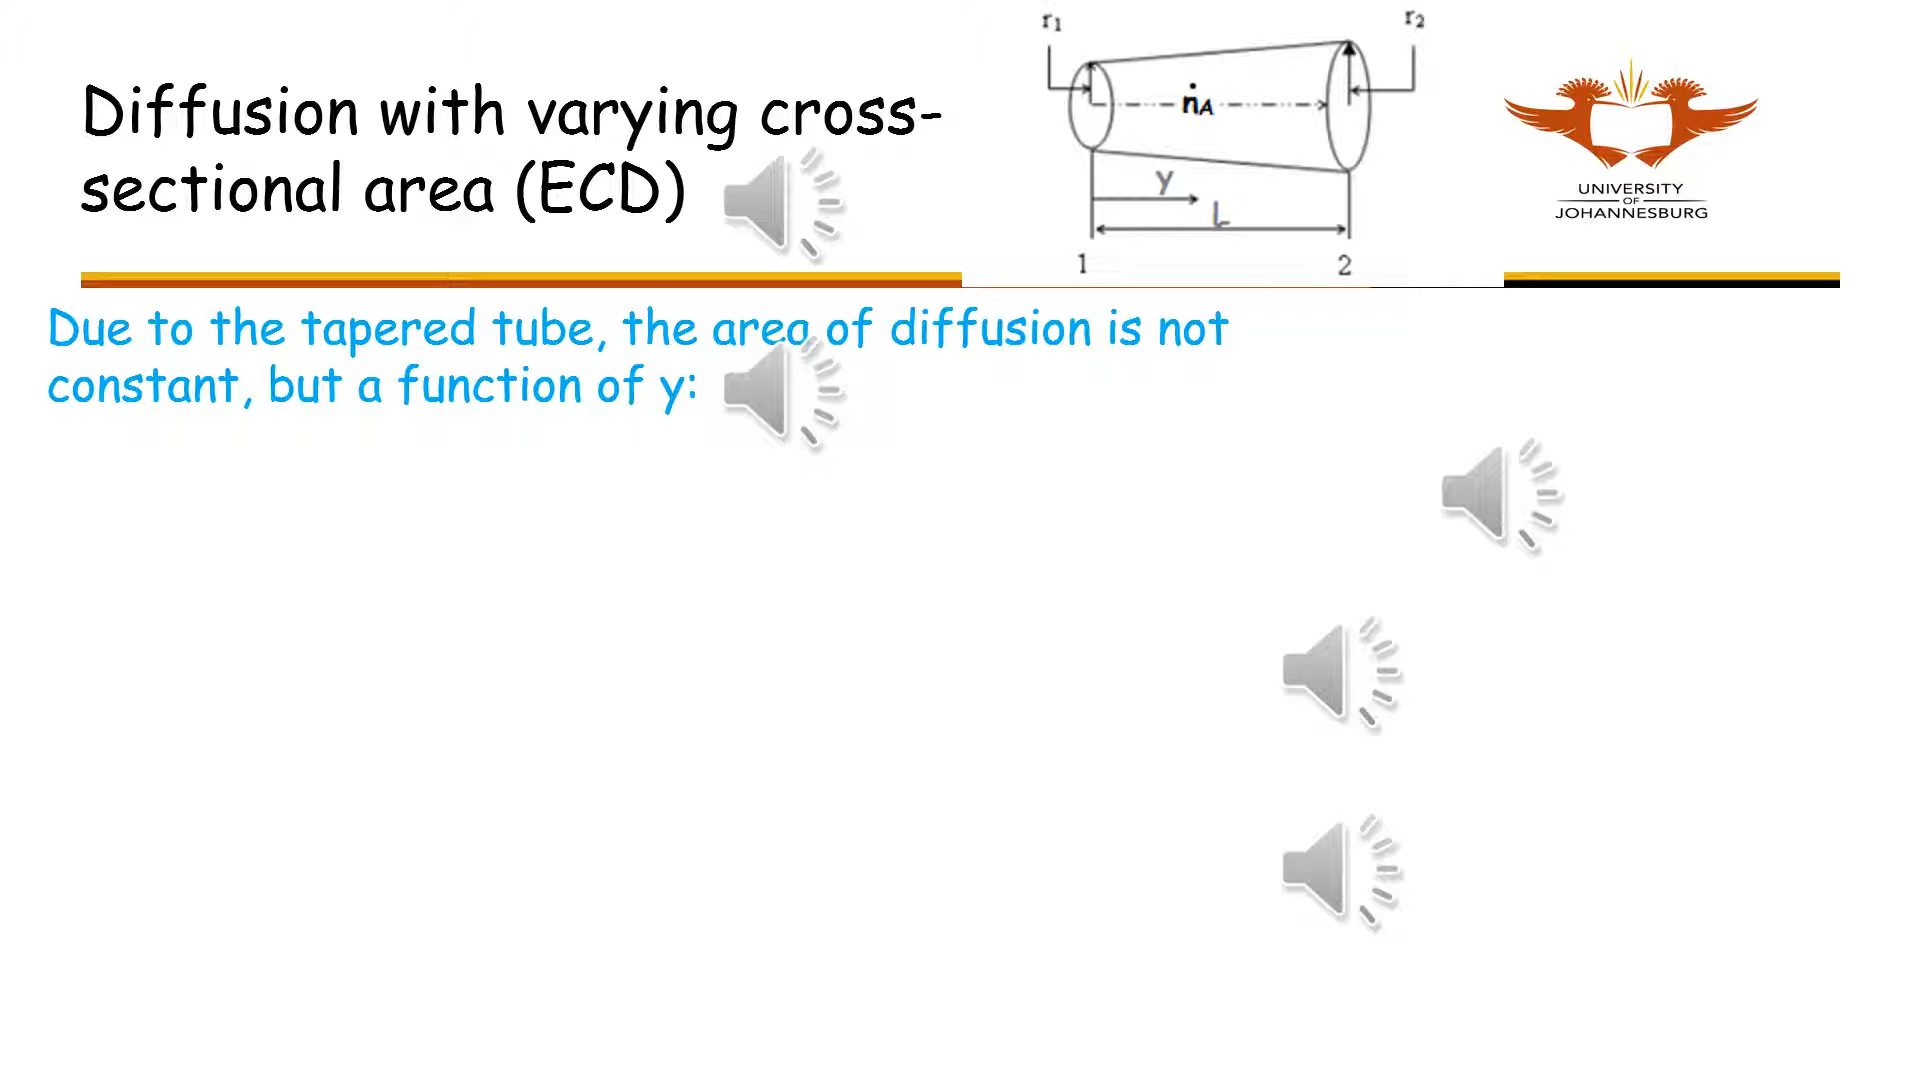 Diffusion with varying cross-
sectional area (ECD)
r₁
r₂
ṅA
y
L
1
2
UNIVERSITY
OF
JOHANNESBURG
Due to the tapered tube, the area of diffusion is not
constant, but a function of y: